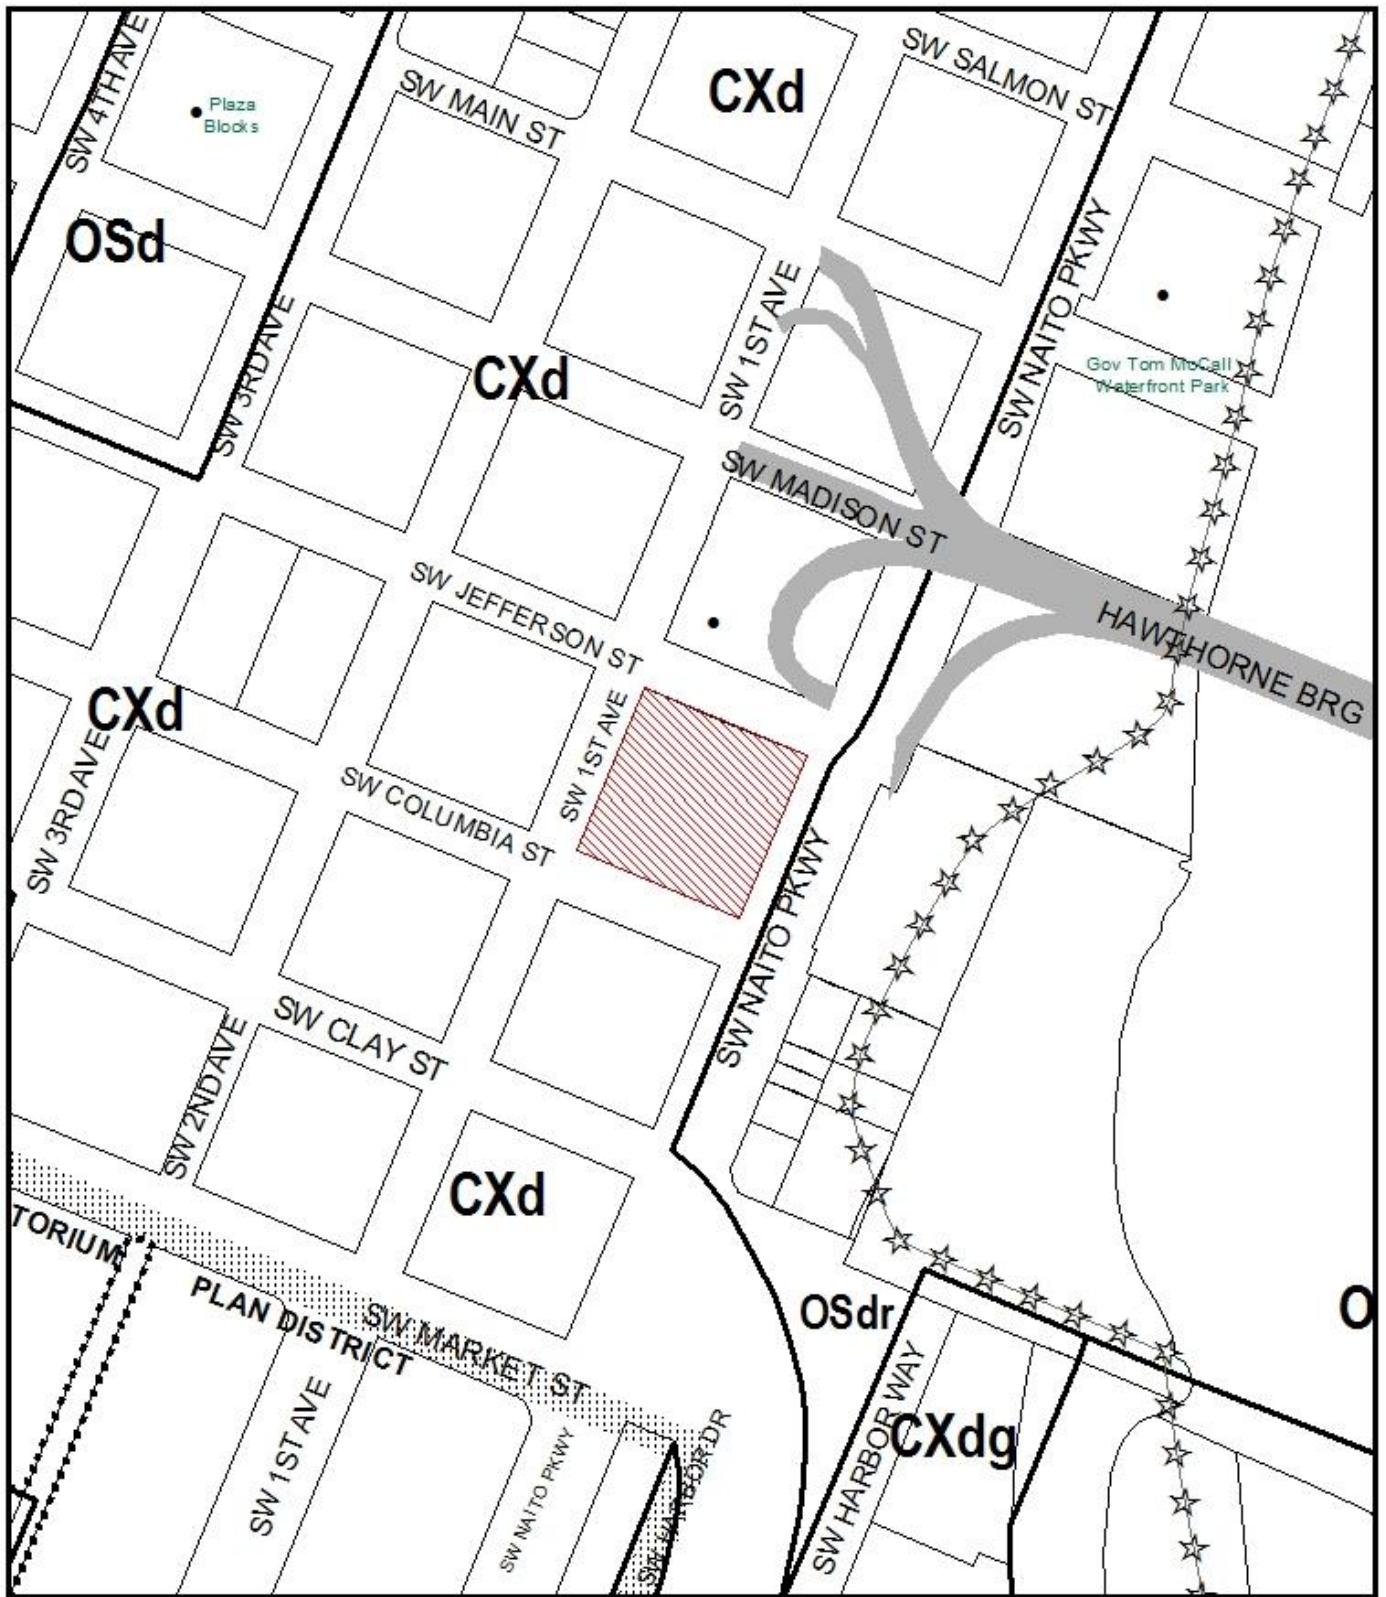 SW 4TH AVE
Plaza
Blocks
SW MAIN ST
CXd
SW SALMON ST
OSd
SW 3RD AVE
CXd
SW 1ST AVE
SW NAITO PKWY
Gov Tom McCall
Waterfront Park
SW MADISON ST
HAWTHORNE BRG
SW JEFFERSON ST
CXd
SW 3RD AVE
SW COLUMBIA ST
SW 1ST AVE
SW NAITO PKWY
SW CLAY ST
SW 2ND AVE
CXd
TORIUM
PLAN DISTRICT
SW MARKET ST
OSdr
O
SW 1ST AVE
SW NAITO PKWY
SW HARBOR DR
SW HARBOR WAY
CXdg